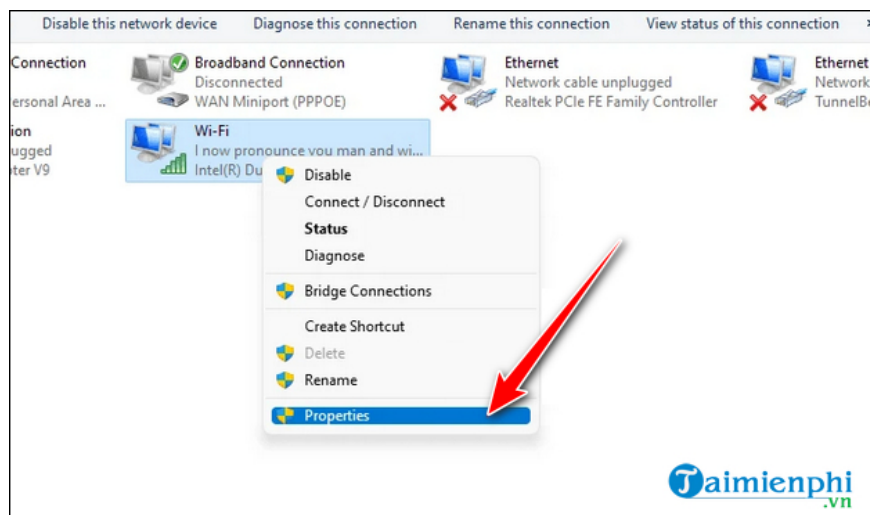 Disable this network device Diagnose this connection Rename this connection View status of this connection
Connection
ersonal Area ...
Broadband Connection
Disconnected
WAN Miniport (PPPOE)
Ethernet
Network cable unplugged
Realtek PCIe FE Family Controller
Ethernet
Network
TunnelBe
ion
ugged
ter V9
Wi-Fi
I now pronounce you man and wi...
Intel(R) Du
Disable
Connect / Disconnect
Status
Diagnose
Bridge Connections
Create Shortcut
Delete
Rename
Properties
Taimienphi
.vn